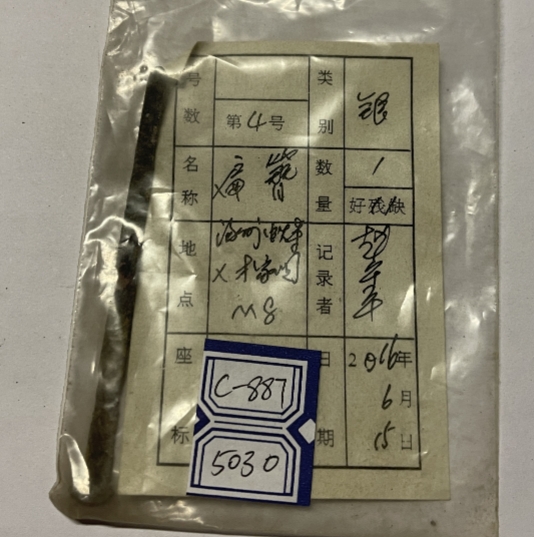 号 类
数 第4号 别 银
名 扁簪 数 1
称 量 好残缺
地 记
M8 录
点 者
座 日 2016年
6月
标 期 15日
C-887
5030